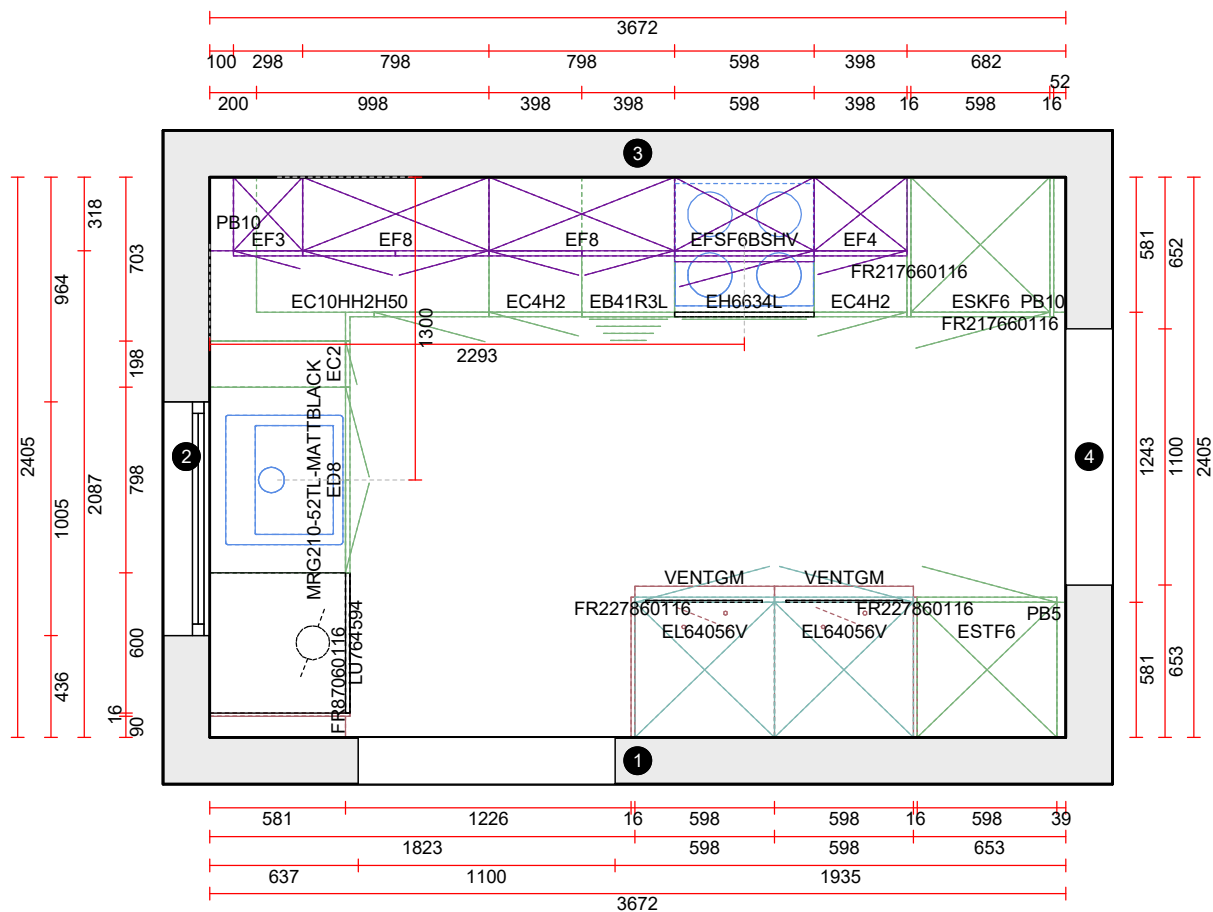 3672
100 298 798 798 598 398 682
52
200 998 398 398 598 398 16 598 16
3
2405
964
1005
436
318
2087
703
198
798
600
16
90
PB10
EF3
EF8
EF8
EFSF6BSHV
EF4
FR217660116
EC10HH2H50
EC4H2
EB41R3L
EH6634L
EC4H2
ESKF6
PB10
FR217660116
1300
2293
EC2
MRG210-52TL-MATTBLACK
ED8
2
4
581
1243
581
652
1100
653
2405
VENTGM
VENTGM
FR227860116
FR227860116
EL64056V
EL64056V
ESTF6
PB5
FR87060116
LU764594
1
581 1226 16 598 598 16 598 39
1823 598 598 653
637 1100 1935
3672